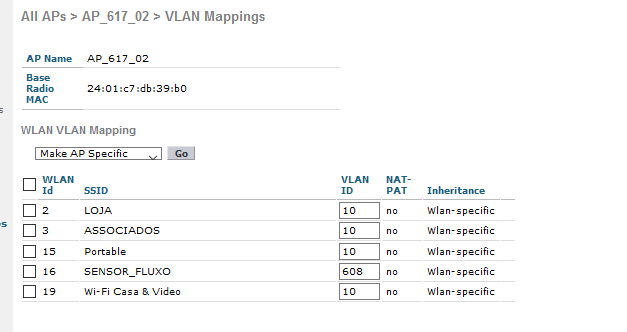 All APs > AP_617_02 > VLAN Mappings
AP Name AP_617_02
Base
Radio 24:01:c7:db:39:b0
MAC
WLAN VLAN Mapping
Make AP Specific Go
WLAN Id SSID VLAN ID NAT-PAT Inheritance
2 LOJA 10 no Wlan-specific
3 ASSOCIADOS 10 no Wlan-specific
15 Portable 10 no Wlan-specific
16 SENSOR_FLUXO 608 no Wlan-specific
19 Wi-Fi Casa & Video 10 no Wlan-specific